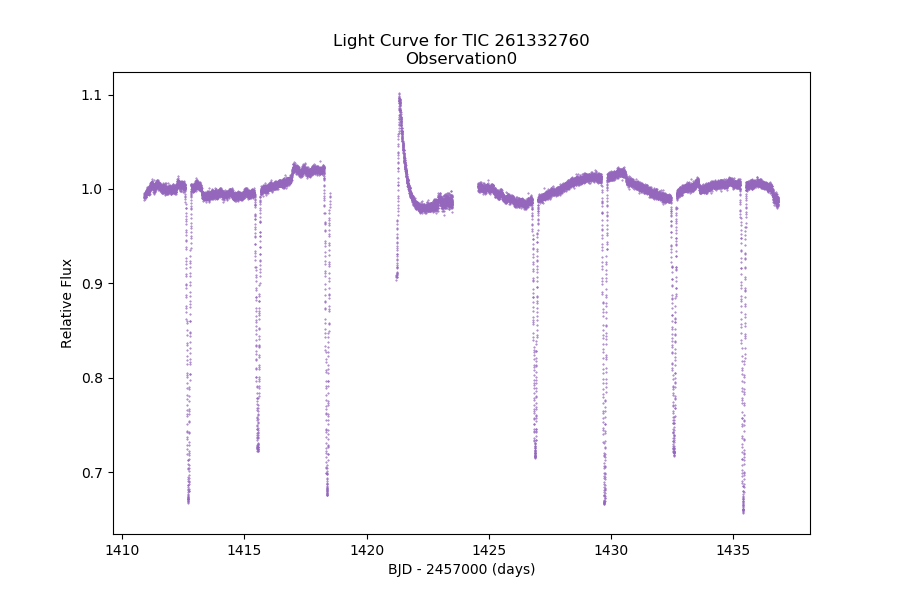 Light Curve for TIC 261332760
Observation0
1.1
1.0
0.9
0.8
0.7
Relative Flux
1410
1415
1420
1425
1430
1435
BJD - 2457000 (days)